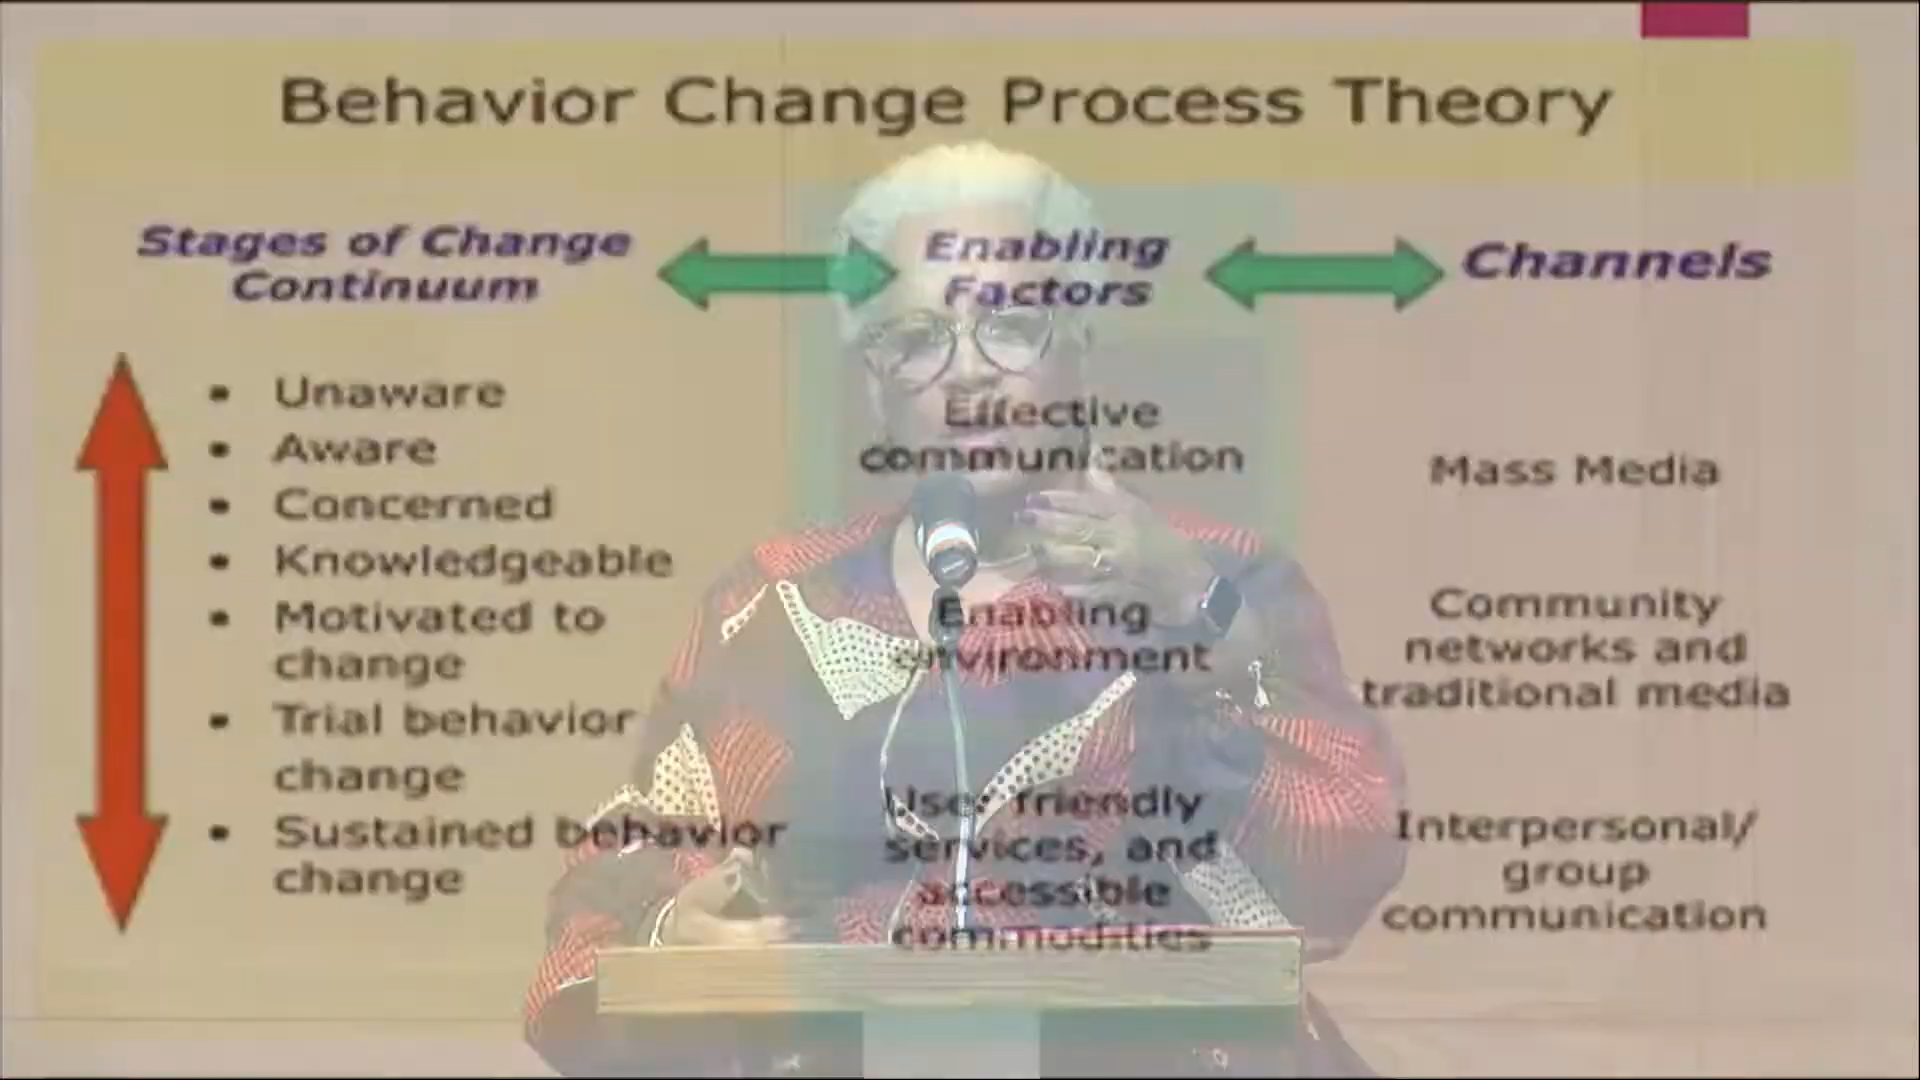 Behavior Change Process Theory
Stages of Change
Continuum
Enabling
Factors
Channels
• Unaware
• Aware
• Concerned
• Knowledgeable
• Motivated to
change
• Trial behavior
change
• Sustained behavior
change
Effective
communication
Enabling
environment
User friendly
services, and
accessible
commodities
Mass Media
Community
networks and
traditional media
Interpersonal/
group
communication